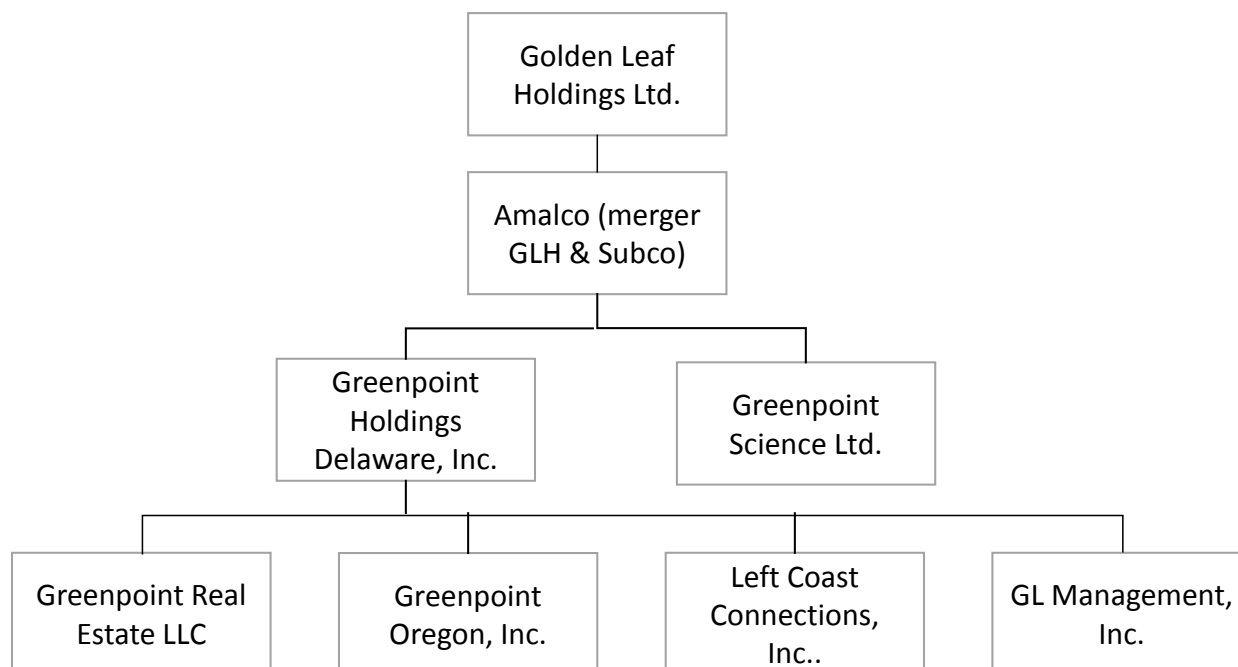 Golden Leaf
Holdings Ltd.
Amalco (merger
GLH & Subco)
Greenpoint
Holdings
Delaware, Inc.
Greenpoint
Science Ltd.
Greenpoint Real
Estate LLC
Greenpoint
Oregon, Inc.
Left Coast
Connections,
Inc..
GL Management,
Inc.